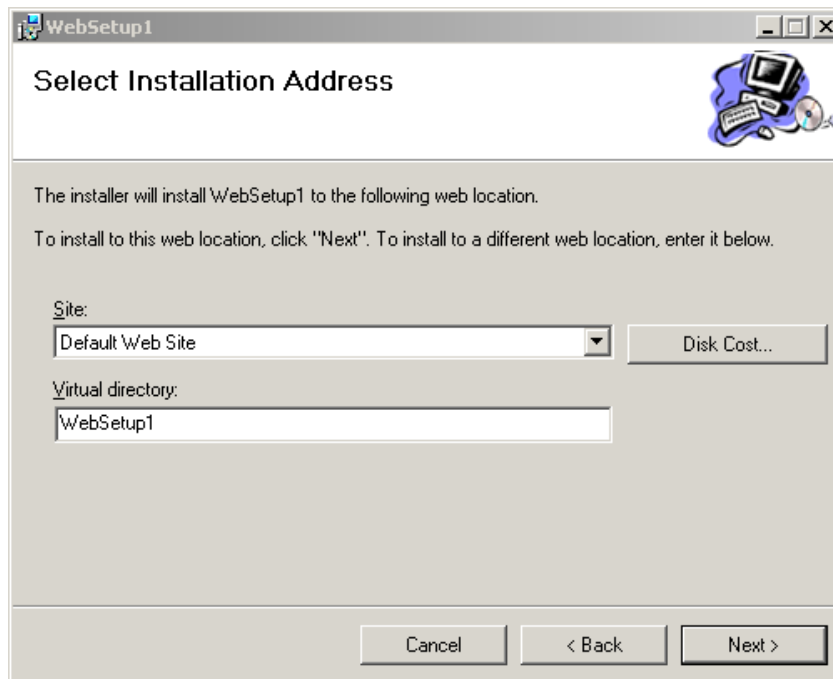 WebSetup1
Select Installation Address
The installer will install WebSetup1 to the following web location.
To install to this web location, click "Next". To install to a different web location, enter it below.
Site:
Default Web Site
Disk Cost...
Virtual directory:
WebSetup1
Cancel
< Back
Next >